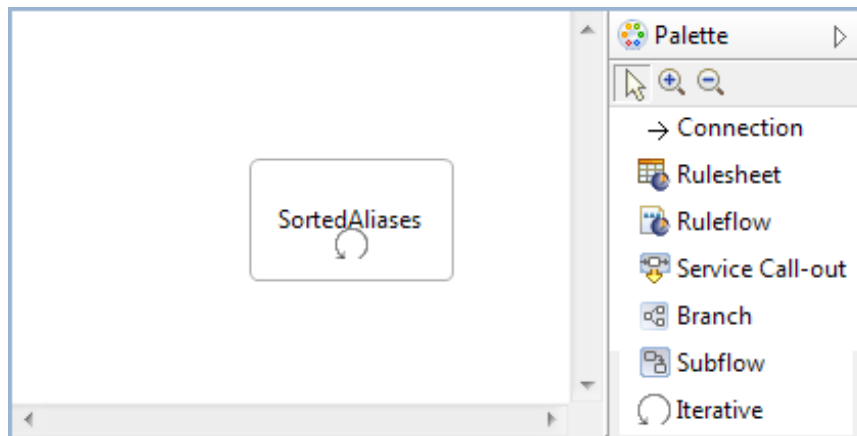 SortedAliases
Palette
Connection
Rulesheet
Ruleflow
Service Call-out
Branch
Subflow
Iterative